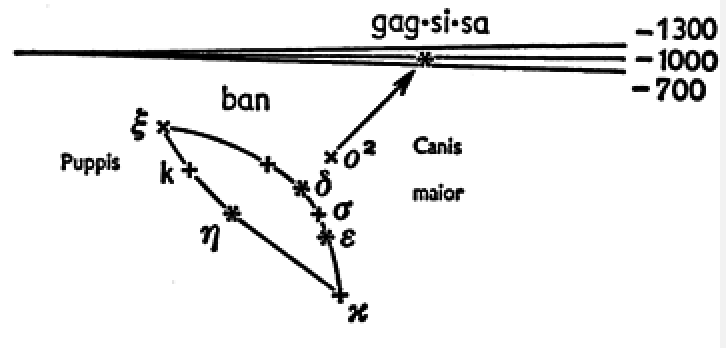 gag•si•sa
-1300
-1000
-700
ban
ξ
Puppis
k
o²
Canis
maior
δ
σ
η
ε
ϰ